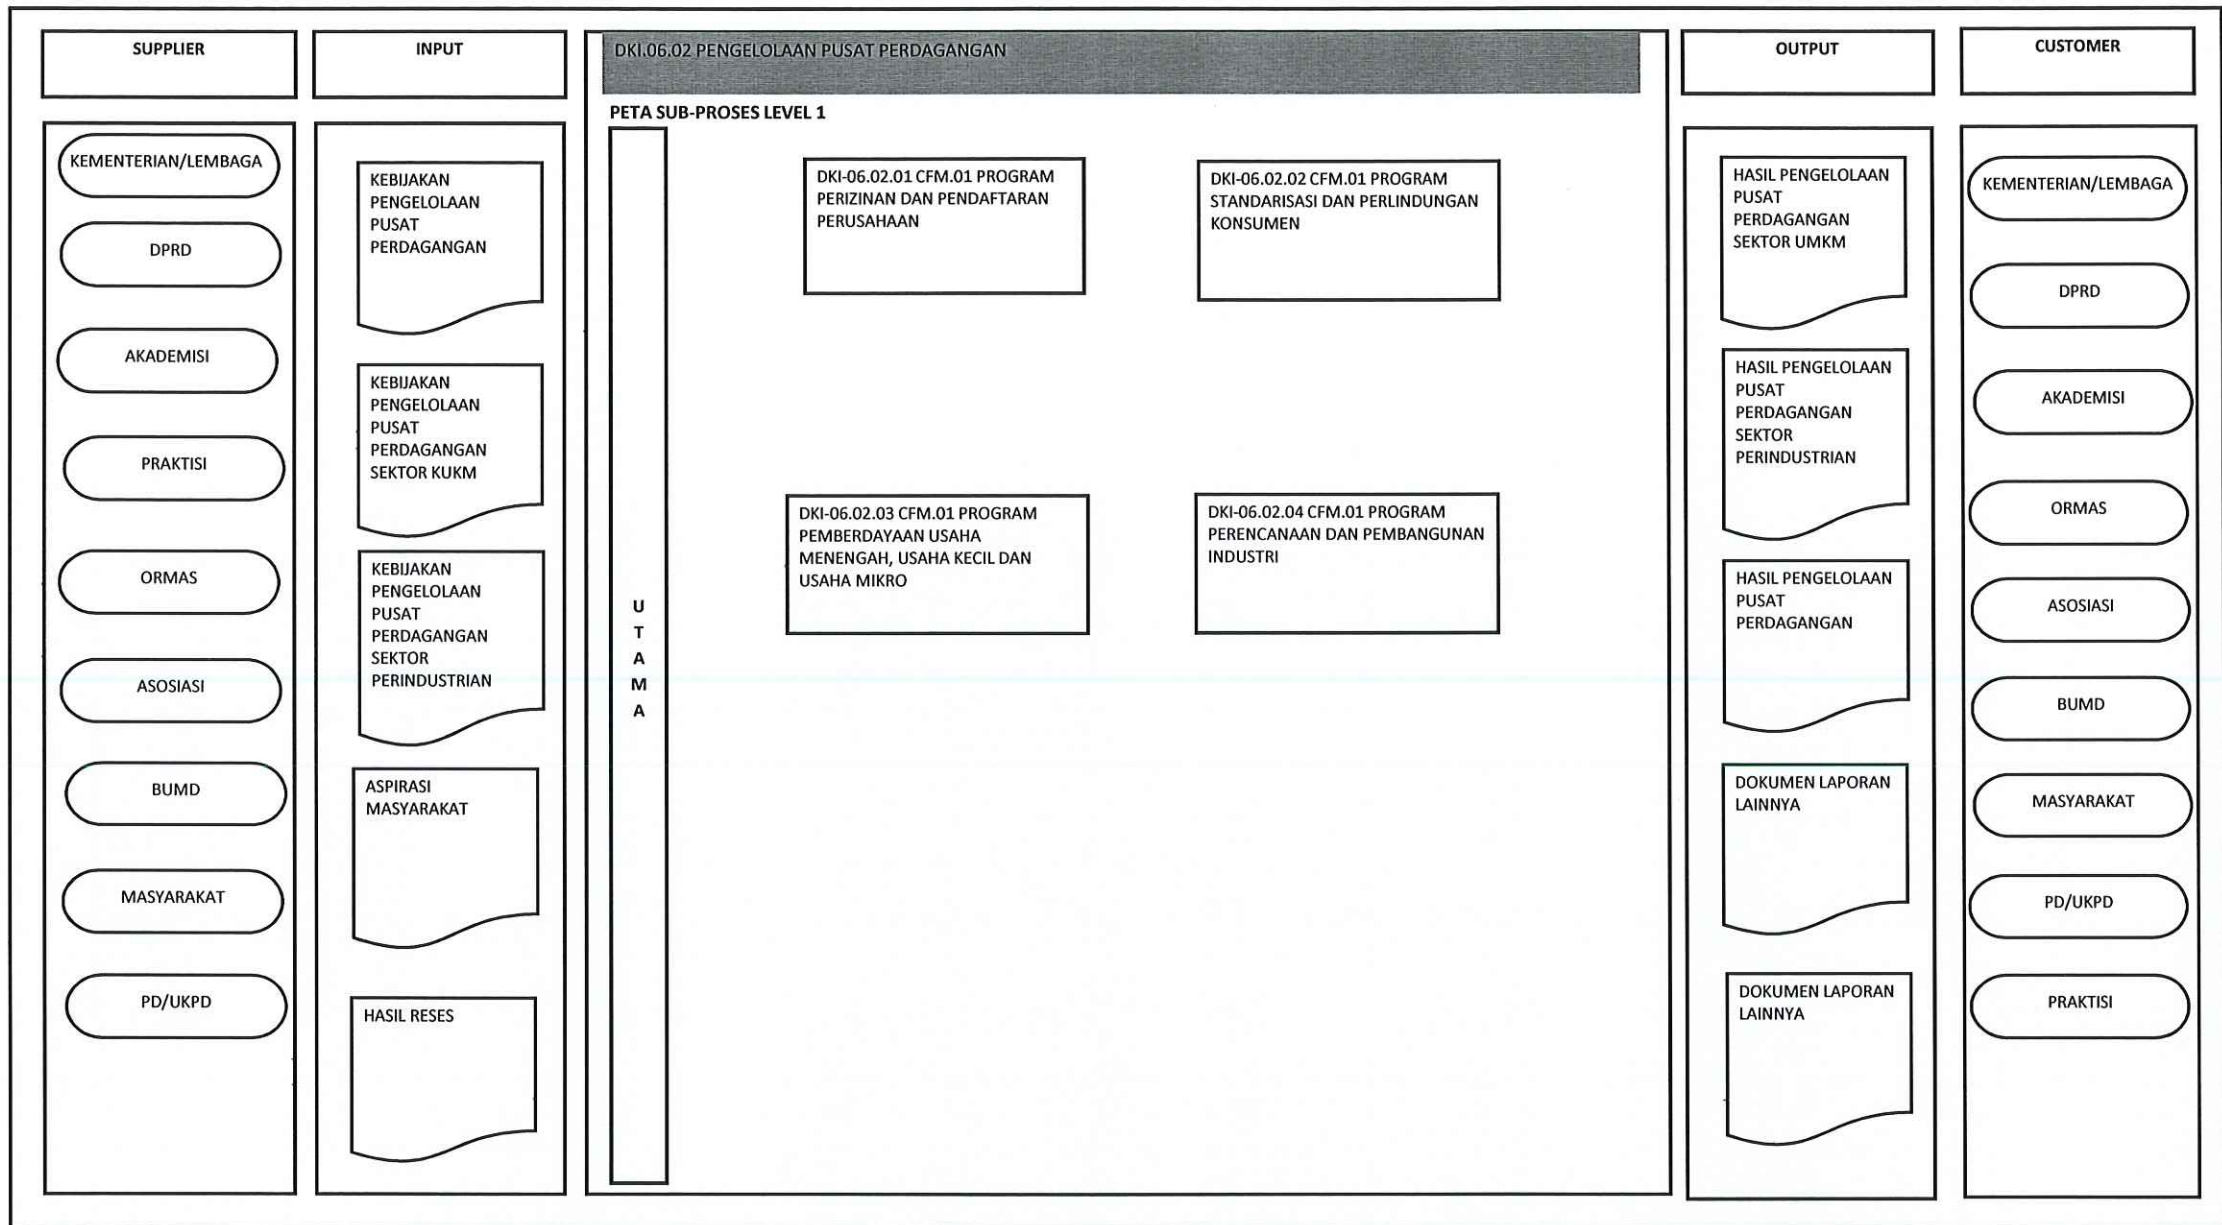 SUPPLIER
KEMENTERIAN/LEMBAGA
DPRD
AKADEMISI
PRAKTISI
ORMAS
ASOSIASI
BUMD
MASYARAKAT
PD/UKPD
INPUT
KEBIJAKAN
PENGELOLAAN
PUSAT
PERDAGANGAN
KEBIJAKAN
PENGELOLAAN
PUSAT
PERDAGANGAN
SEKTOR KUKM
KEBIJAKAN
PENGELOLAAN
PUSAT
PERDAGANGAN
SEKTOR
PERINDUSTRIAN
ASPIRASI
MASYARAKAT
HASIL RESES
DKI.06.02 PENGELOLAAN PUSAT PERDAGANGAN
PETA SUB-PROSES LEVEL 1
U
T
A
M
A
DKI-06.02.01 CFM.01 PROGRAM
PERIZINAN DAN PENDAFTARAN
PERUSAHAAN
DKI-06.02.02 CFM.01 PROGRAM
STANDARISASI DAN PERLINDUNGAN
KONSUMEN
DKI-06.02.03 CFM.01 PROGRAM
PEMBERDAYAAN USAHA
MENENGAH, USAHA KECIL DAN
USAHA MIKRO
DKI-06.02.04 CFM.01 PROGRAM
PERENCANAAN DAN PEMBANGUNAN
INDUSTRI
OUTPUT
HASIL PENGELOLAAN
PUSAT
PERDAGANGAN
SEKTOR UMKM
HASIL PENGELOLAAN
PUSAT
PERDAGANGAN
SEKTOR
PERINDUSTRIAN
HASIL PENGELOLAAN
PUSAT
PERDAGANGAN
DOKUMEN LAPORAN
LAINNYA
DOKUMEN LAPORAN
LAINNYA
CUSTOMER
KEMENTERIAN/LEMBAGA
DPRD
AKADEMISI
ORMAS
ASOSIASI
BUMD
MASYARAKAT
PD/UKPD
PRAKTISI